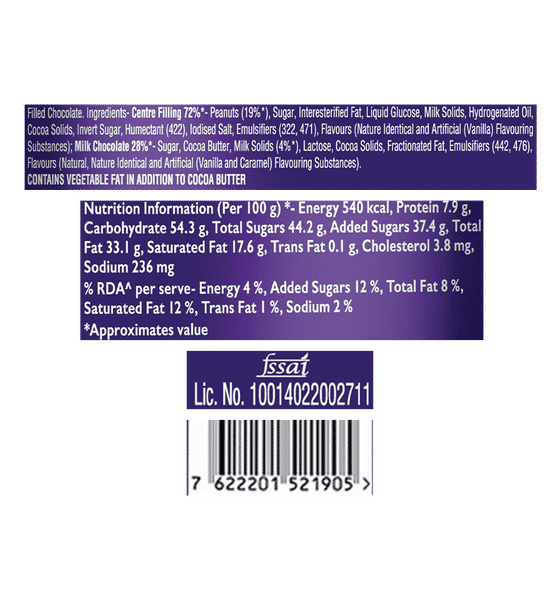 Filled Chocolate. Ingredients- Centre Filling 72%*- Peanuts (19%*), Sugar, Interesterified Fat, Liquid Glucose, Milk Solids, Hydrogenated Oil,
Cocoa Solids, Invert Sugar, Humectant (422), Iodised Salt, Emulsifiers (322, 471), Flavours (Nature Identical and Artificial (Vanilla) Flavouring
Substances); Milk Chocolate 28%*- Sugar, Cocoa Butter, Milk Solids (4%*), Lactose, Cocoa Solids, Fractionated Fat, Emulsifiers (442, 476),
Flavours (Natural, Nature Identical and Artificial (Vanilla and Caramel) Flavouring Substances).
CONTAINS VEGETABLE FAT IN ADDITION TO COCOA BUTTER
Nutrition Information (Per 100 g) *- Energy 540 kcal, Protein 7.9 g,
Carbohydrate 54.3 g, Total Sugars 44.2 g, Added Sugars 37.4 g, Total
Fat 33.1 g, Saturated Fat 17.6 g, Trans Fat 0.1 g, Cholesterol 3.8 mg,
Sodium 236 mg
% RDA^ per serve- Energy 4 %, Added Sugars 12 %, Total Fat 8 %,
Saturated Fat 12 %, Trans Fat 1 %, Sodium 2 %
*Approximates value
fssai
Lic. No. 10014022002711
7 622201 521905 >